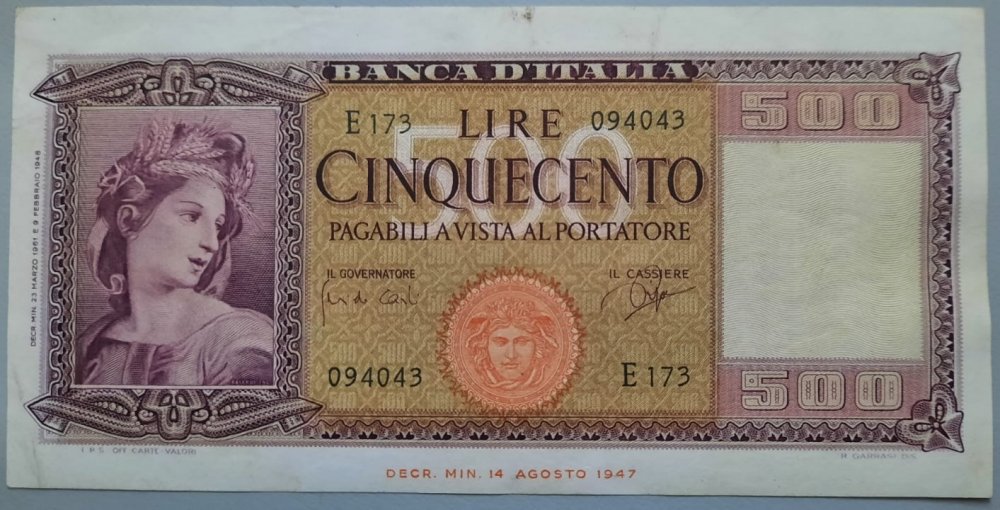 BANCA D'ITALIA
500
E 173
LIRE
094043
500
CINQUECENTO
PAGABILI A VISTA AL PORTATORE
IL GOVERNATORE
IL CASSIERE
094043
E 173
500
DECR. MIN. 23 MARZO 1961 E 9 FEBBRAIO 1948
I.P.S. OFF. CARTE-VALORI
R. GARRASI DIS.
DECR. MIN. 14 AGOSTO 1947